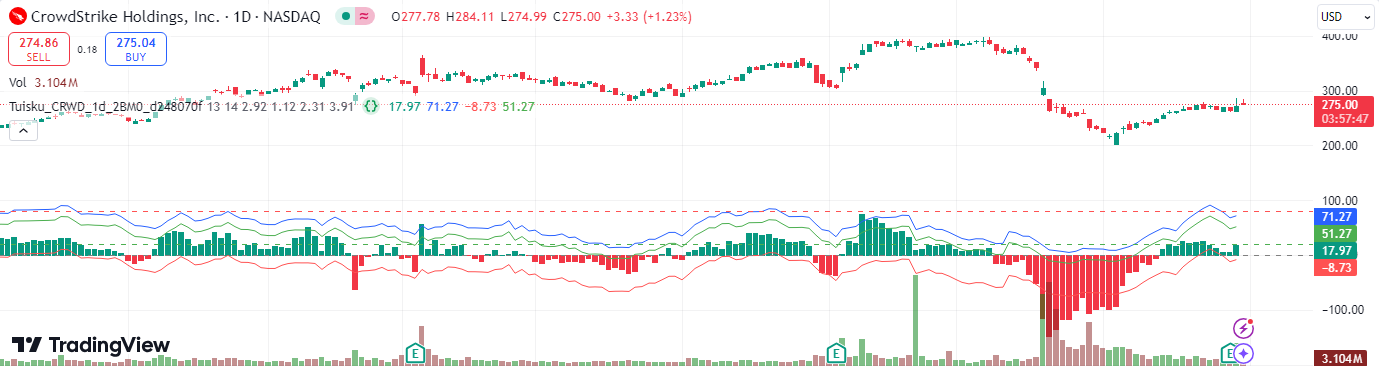 CrowdStrike Holdings, Inc. · 1D · NASDAQ O277.78 H284.11 L274.99 C275.00 +3.33 (+1.23%)
USD
400.00
274.86 SELL 0.18 275.04 BUY
Vol 3.104M
300.00
Tuisku_CRWD_1d_2BM0_d248070f 13 14 2.92 1.12 2.31 3.91 {} 17.97 71.27 −8.73 51.27
275.00
03:57:47
200.00
100.00
71.27
51.27
17.97
−8.73
−100.00
TradingView
E E E
3.104M